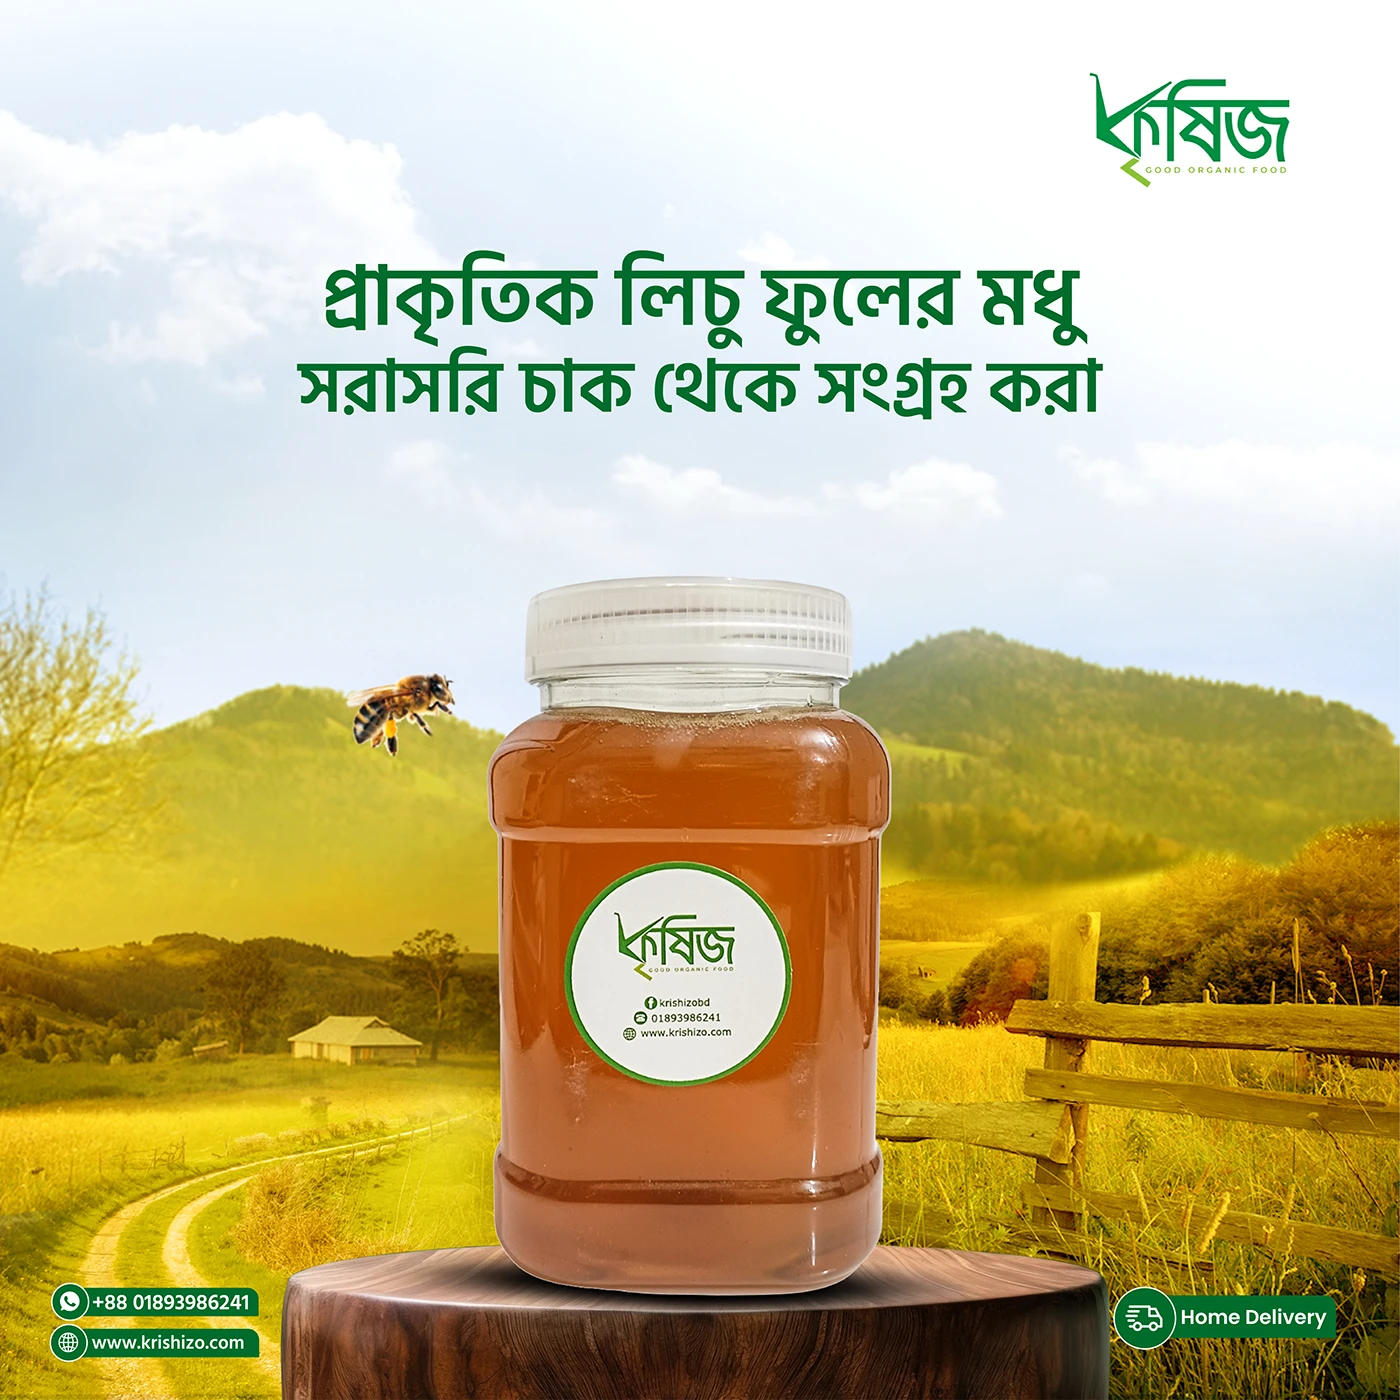 কৃষিজ
GOOD ORGANIC FOOD
প্রাকৃতিক লিচু ফুলের মধু
সরাসরি চাক থেকে সংগ্রহ করা
কৃষিজ
GOOD ORGANIC FOOD
krishizobd
01893986241
www.krishizo.com
+88 01893986241
www.krishizo.com
Home Delivery